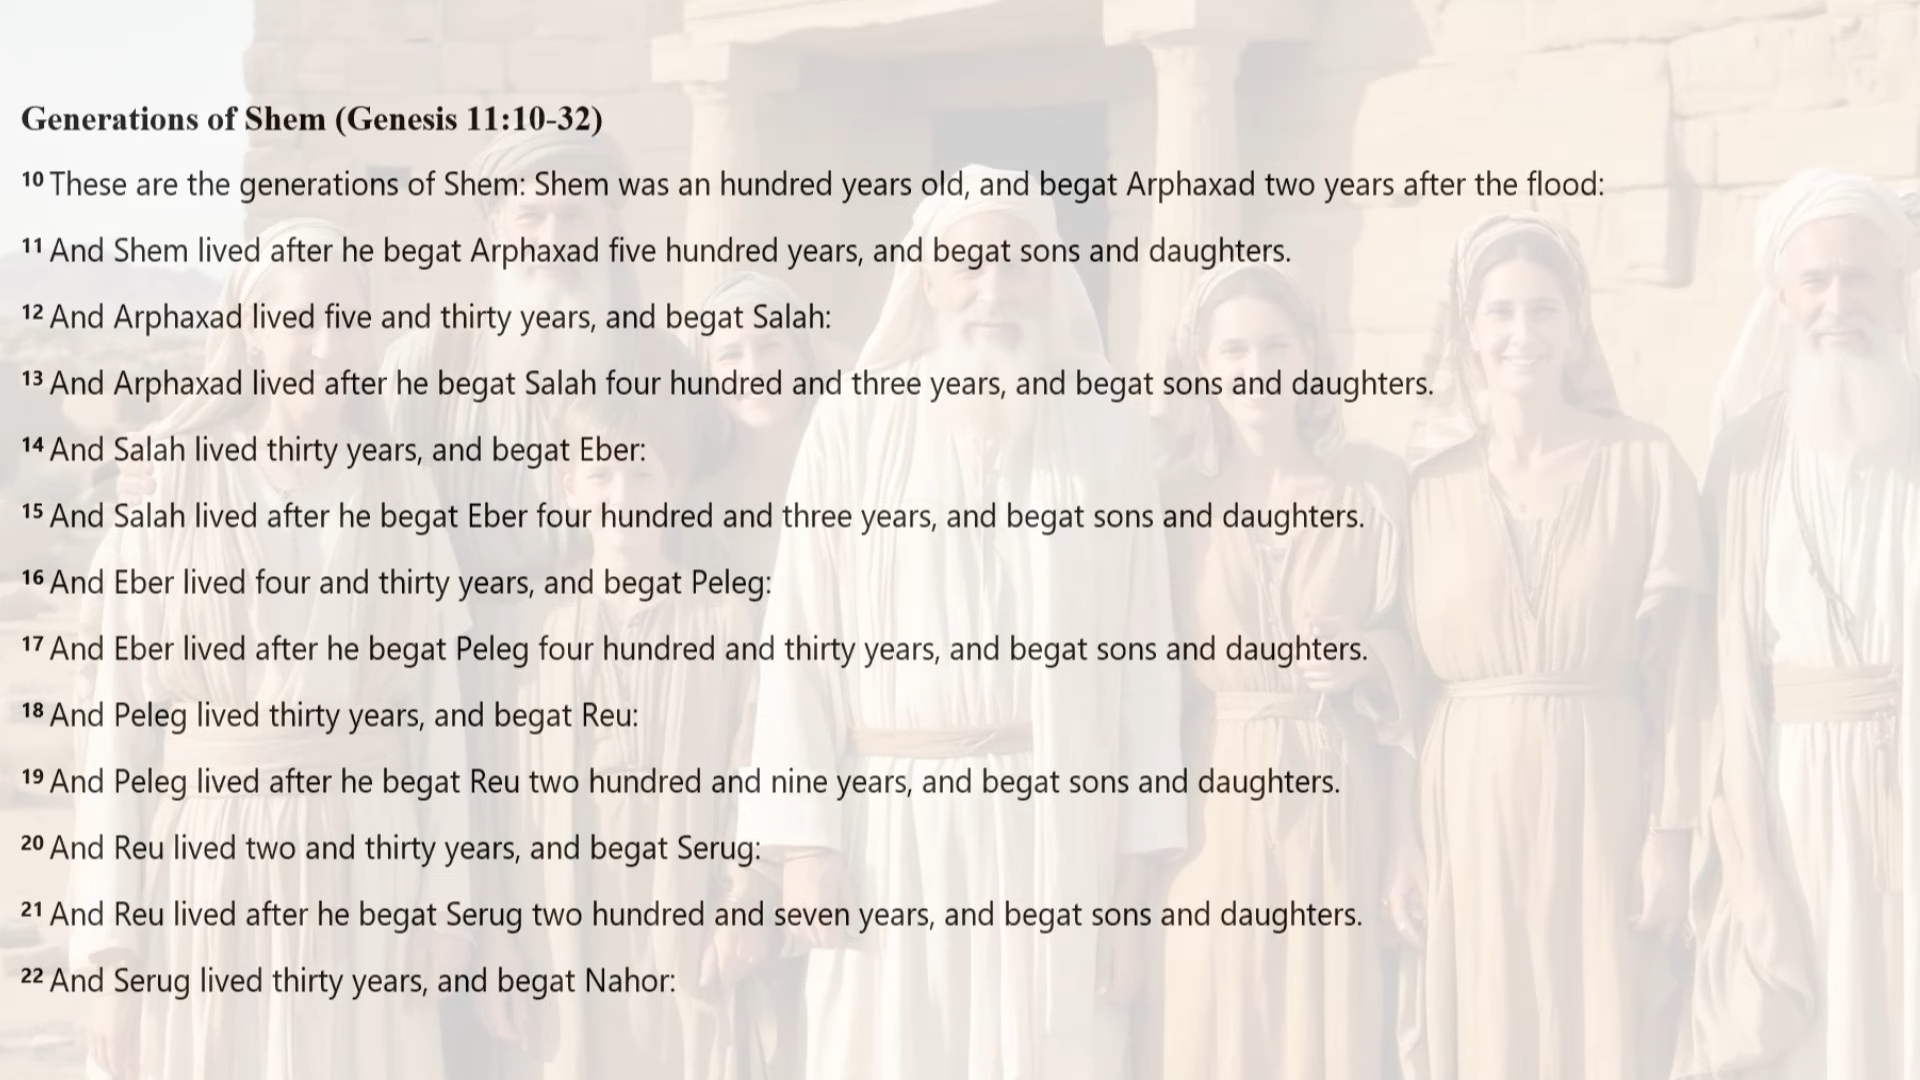 Generations of Shem (Genesis 11:10-32)
10 These are the generations of Shem: Shem was an hundred years old, and begat Arphaxad two years after the flood:
11 And Shem lived after he begat Arphaxad five hundred years, and begat sons and daughters.
12 And Arphaxad lived five and thirty years, and begat Salah:
13 And Arphaxad lived after he begat Salah four hundred and three years, and begat sons and daughters.
14 And Salah lived thirty years, and begat Eber:
15 And Salah lived after he begat Eber four hundred and three years, and begat sons and daughters.
16 And Eber lived four and thirty years, and begat Peleg:
17 And Eber lived after he begat Peleg four hundred and thirty years, and begat sons and daughters.
18 And Peleg lived thirty years, and begat Reu:
19 And Peleg lived after he begat Reu two hundred and nine years, and begat sons and daughters.
20 And Reu lived two and thirty years, and begat Serug:
21 And Reu lived after he begat Serug two hundred and seven years, and begat sons and daughters.
22 And Serug lived thirty years, and begat Nahor: